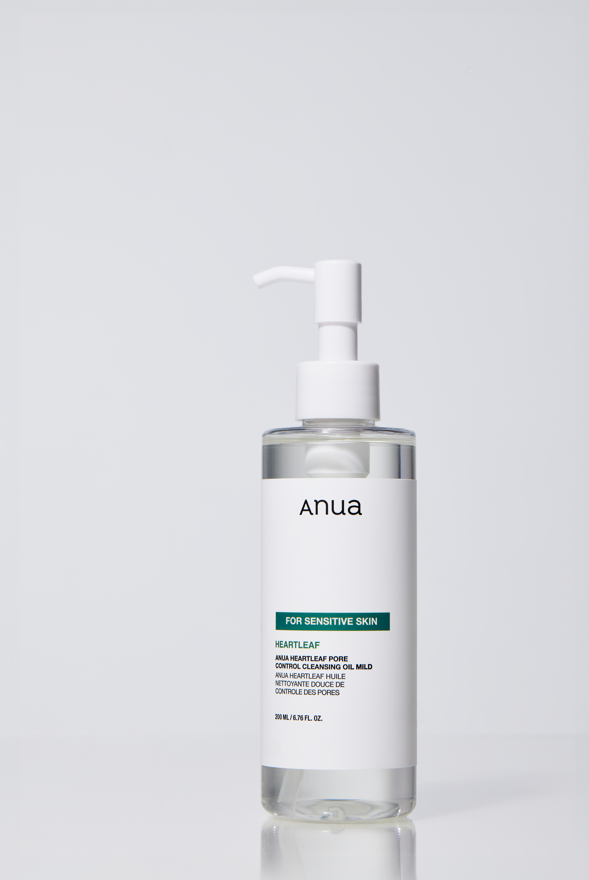 Anua
FOR SENSITIVE SKIN
HEARTLEAF
ANUA HEARTLEAF PORE
CONTROL CLEANSING OIL MILD
ANUA HEARTLEAF HUILE
NETTOYANTE DOUCE DE
CONTROLE DES PORES
200 ML / 6.76 FL. OZ.